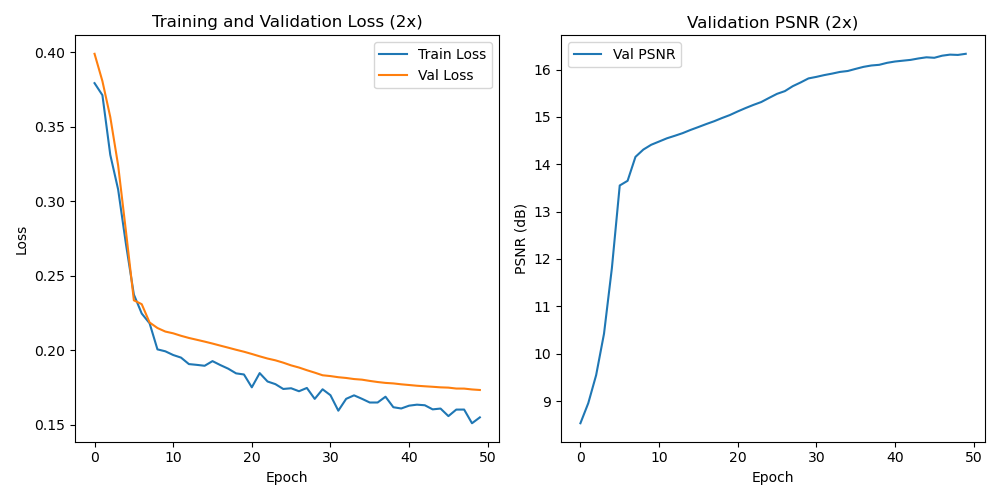 Training and Validation Loss (2x)
Loss
0.40
0.35
0.30
0.25
0.20
0.15
Train Loss
Val Loss
0 10 20 30 40 50
Epoch
Validation PSNR (2x)
PSNR (dB)
16
15
14
13
12
11
10
9
Val PSNR
0 10 20 30 40 50
Epoch